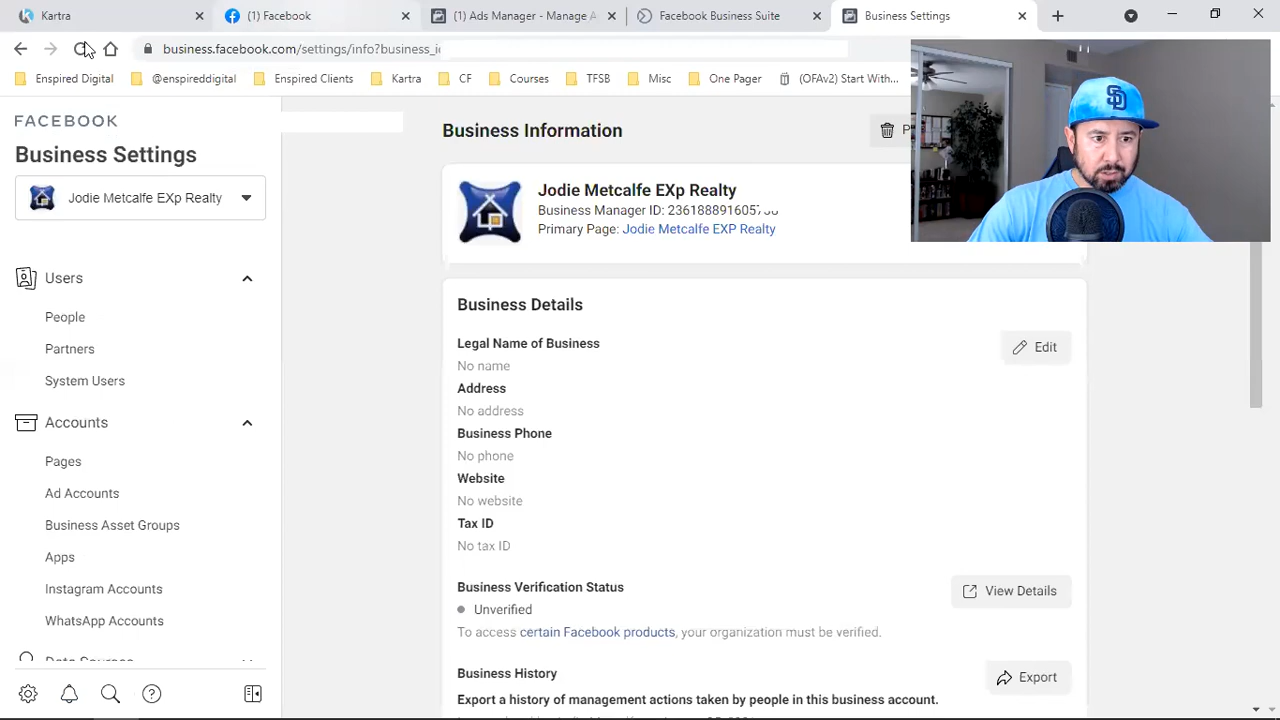 Kartra
(1) Facebook
(1) Ads Manager - Manage A
Facebook Business Suite
Business Settings
business.facebook.com/settings/info?business_i
Enspired Digital
@enspireddigital
Enspired Clients
Kartra
CF
Courses
TFSB
Misc
One Pager
(OFAv2) Start With...
FACEBOOK
Business Settings
Jodie Metcalfe EXp Realty
Users
People
Partners
System Users
Accounts
Pages
Ad Accounts
Business Asset Groups
Apps
Instagram Accounts
WhatsApp Accounts
Business Information
Jodie Metcalfe EXp Realty
Business Manager ID:
Primary Page: Jodie Metcalfe EXP Realty
Business Details
Edit
Legal Name of Business
No name
Address
No address
Business Phone
No phone
Website
No website
Tax ID
No tax ID
Business Verification Status
View Details
Unverified
To access certain Facebook products, your organization must be verified.
Business History
Export
Export a history of management actions taken by people in this business account.
SD